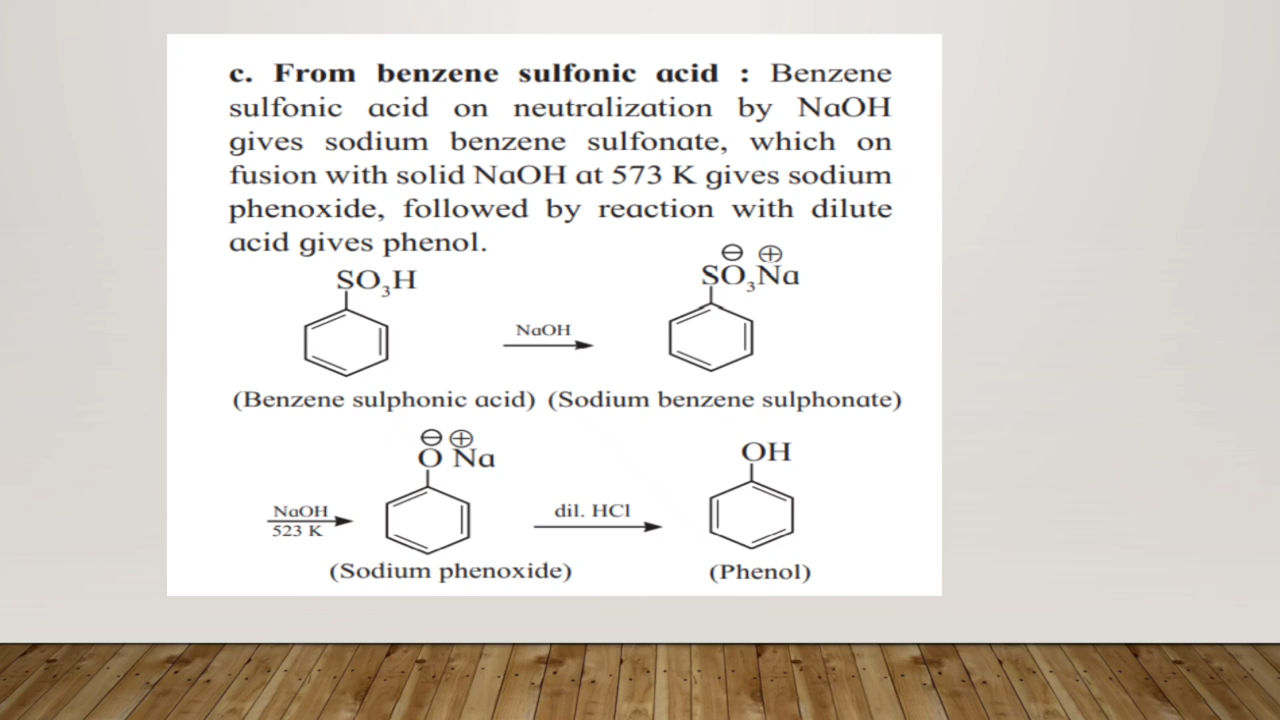 c. From benzene sulfonic acid : Benzene
sulfonic acid on neutralization by NaOH
gives sodium benzene sulfonate, which on
fusion with solid NaOH at 573 K gives sodium
phenoxide, followed by reaction with dilute
acid gives phenol.
⊖ ⊕
SO₃H
SO₃Na
NaOH
(Benzene sulphonic acid) (Sodium benzene sulphonate)
⊖ ⊕
O Na
OH
NaOH
523 K
dil. HCl
(Sodium phenoxide)
(Phenol)